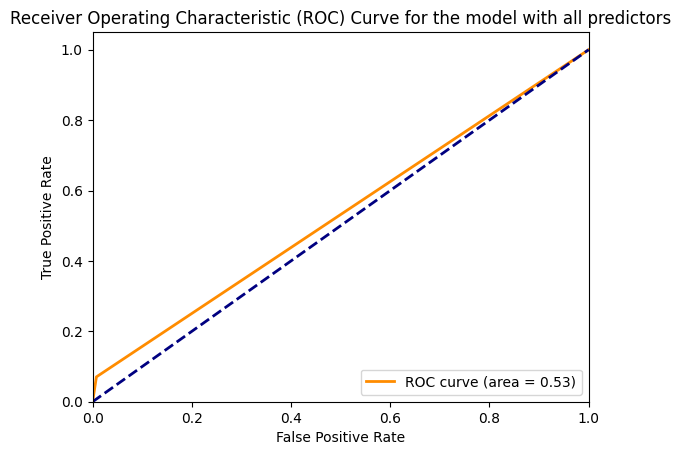 Receiver Operating Characteristic (ROC) Curve for the model with all predictors
1.0
0.8
0.6
0.4
0.2
0.0
True Positive Rate
ROC curve (area = 0.53)
0.0 0.2 0.4 0.6 0.8 1.0
False Positive Rate